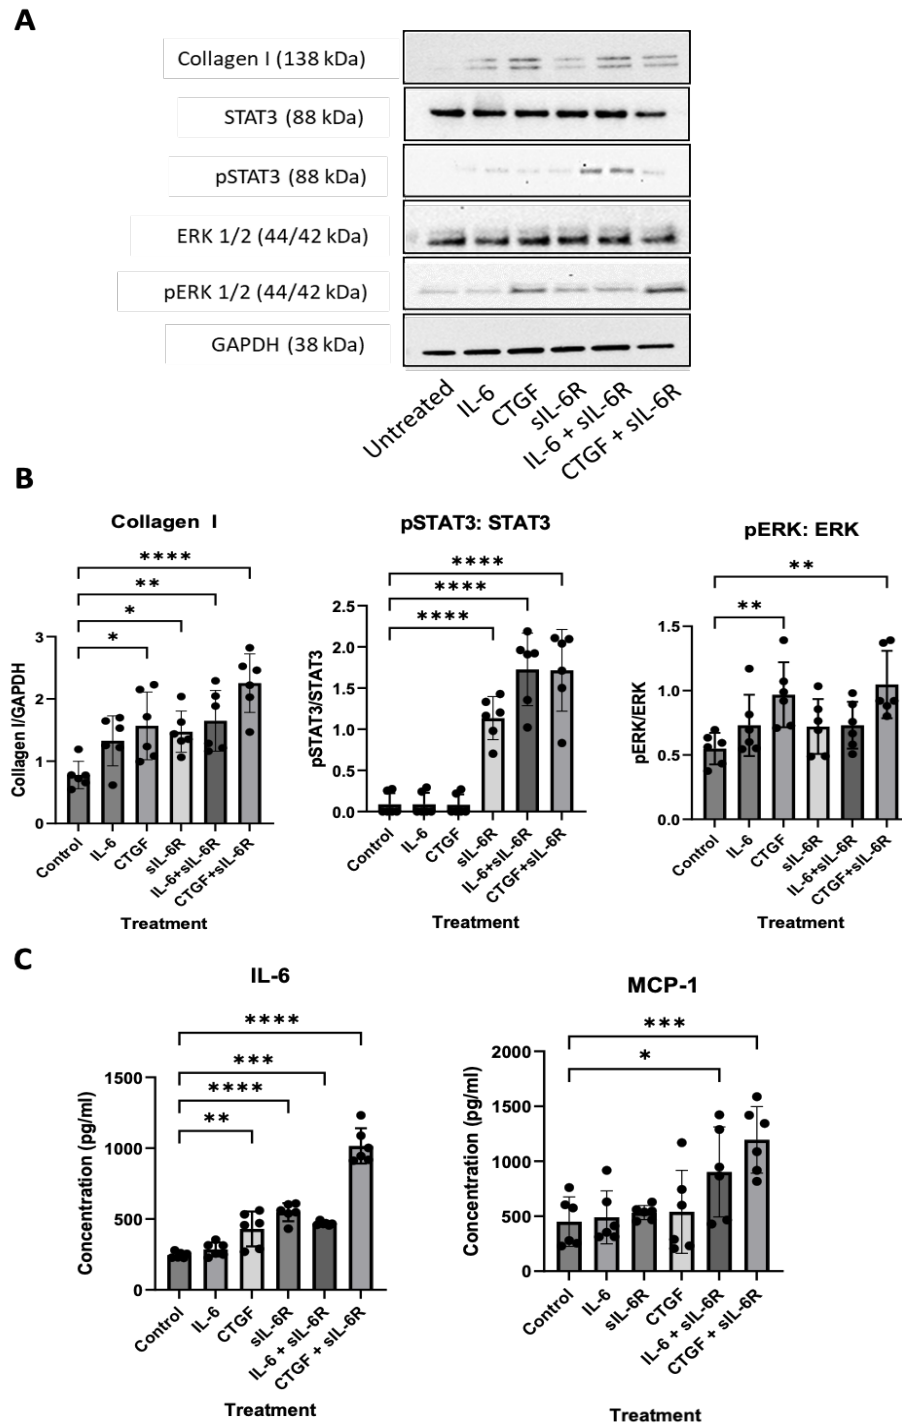 A
Collagen I (138 kDa)
STAT3 (88 kDa)
pSTAT3 (88 kDa)
ERK 1/2 (44/42 kDa)
pERK 1/2 (44/42 kDa)
GAPDH (38 kDa)
Untreated
IL-6
CTGF
sIL-6R
IL-6 + sIL-6R
CTGF + sIL-6R
B
Collagen I
****
**
*
*
3
2
1
0
Collagen I/GAPDH
Control
IL-6
CTGF
sIL-6R
IL-6+sIL-6R
CTGF+sIL-6R
Treatment
pSTAT3: STAT3
****
****
****
2.5
2.0
1.5
1.0
0.5
0.0
pSTAT3/STAT3
Control
IL-6
CTGF
sIL-6R
IL-6+sIL-6R
CTGF+sIL-6R
Treatment
pERK: ERK
**
**
1.5
1.0
0.5
0.0
pERK/ERK
Control
IL-6
CTGF
sIL-6R
IL-6+sIL-6R
CTGF+sIL-6R
Treatment
C
IL-6
****
***
****
**
1500
1000
500
0
Concentration (pg/ml)
Control
IL-6
CTGF
sIL-6R
IL-6 + sIL-6R
CTGF + sIL-6R
Treatment
MCP-1
***
*
2000
1500
1000
500
0
Concentration (pg/ml)
Control
IL-6
sIL-6R
CTGF
IL-6 + sIL-6R
CTGF + sIL-6R
Treatment